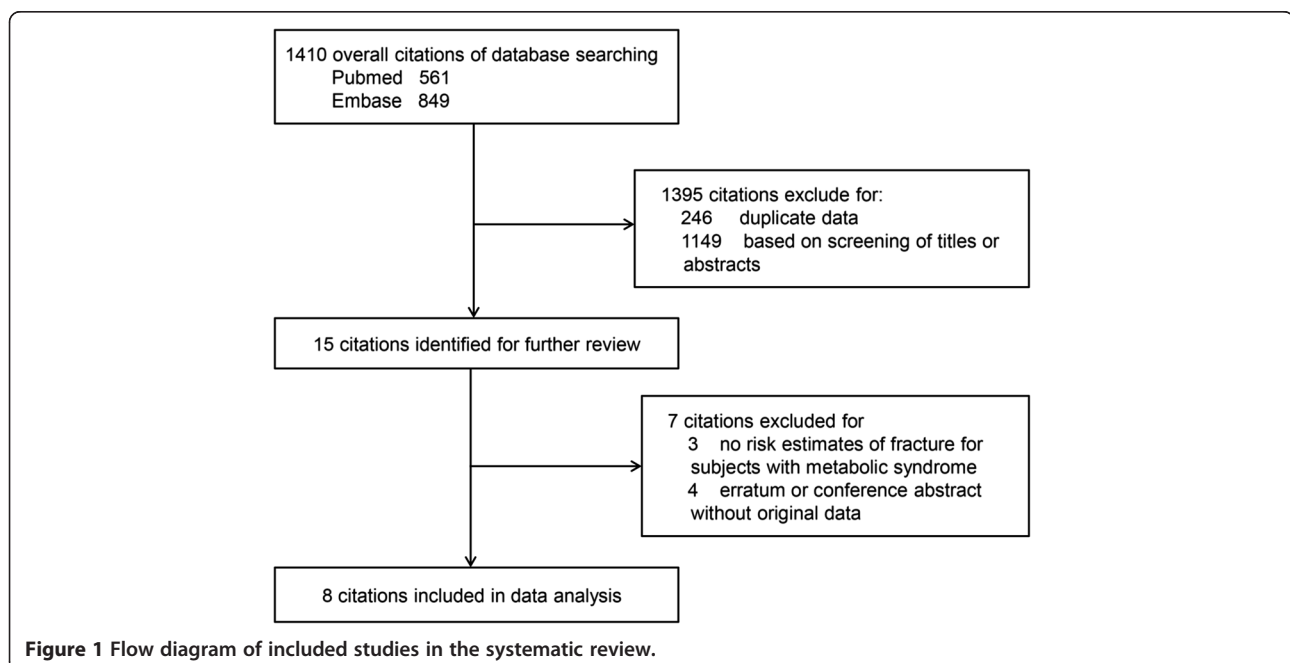 1410 overall citations of database searching
Pubmed 561
Embase 849
1395 citations exclude for:
246 duplicate data
1149 based on screening of titles or
abstracts
15 citations identified for further review
7 citations excluded for
3 no risk estimates of fracture for
subjects with metabolic syndrome
4 erratum or conference abstract
without original data
8 citations included in data analysis
Figure 1 Flow diagram of included studies in the systematic review.